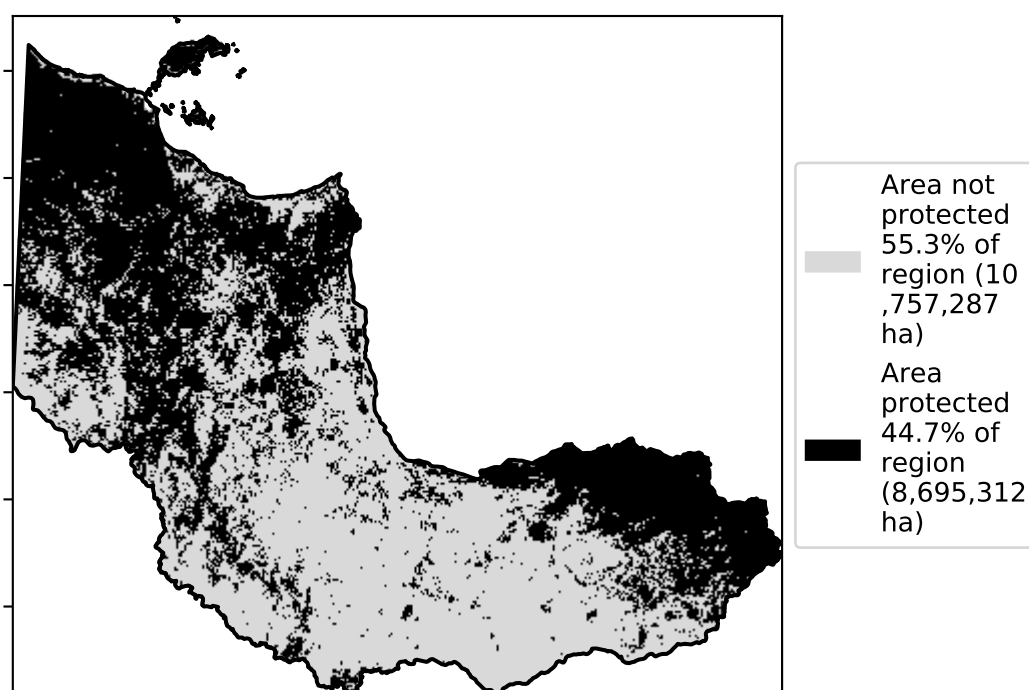 Area not
protected
55.3% of
region (10
,757,287
ha)
Area
protected
44.7% of
region
(8,695,312
ha)